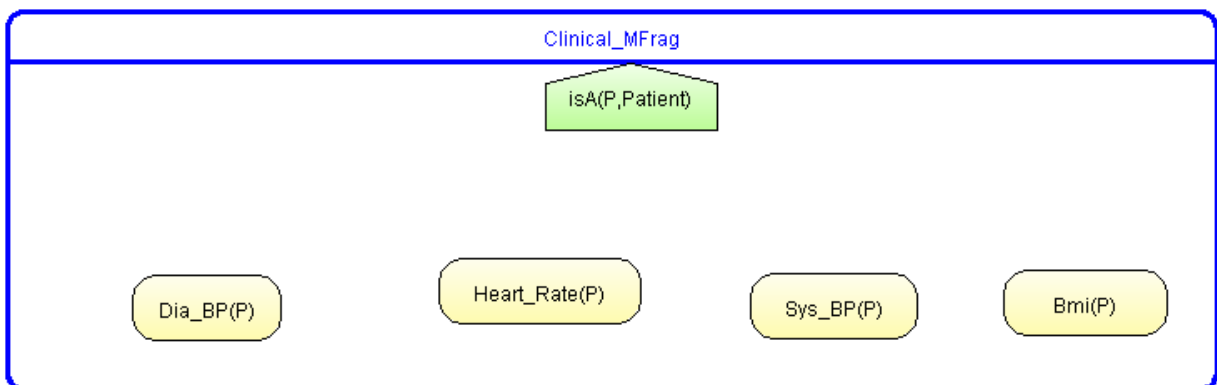 Clinical_MFrag
isA(P,Patient)
Dia_BP(P)
Heart_Rate(P)
Sys_BP(P)
Bmi(P)